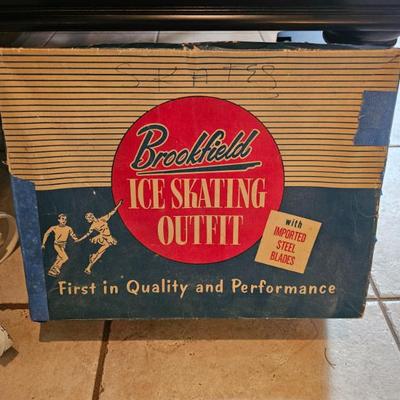 SKATES
Brookfield
ICE SKATING
OUTFIT
with
IMPORTED
STEEL
BLADES
First in Quality and Performance